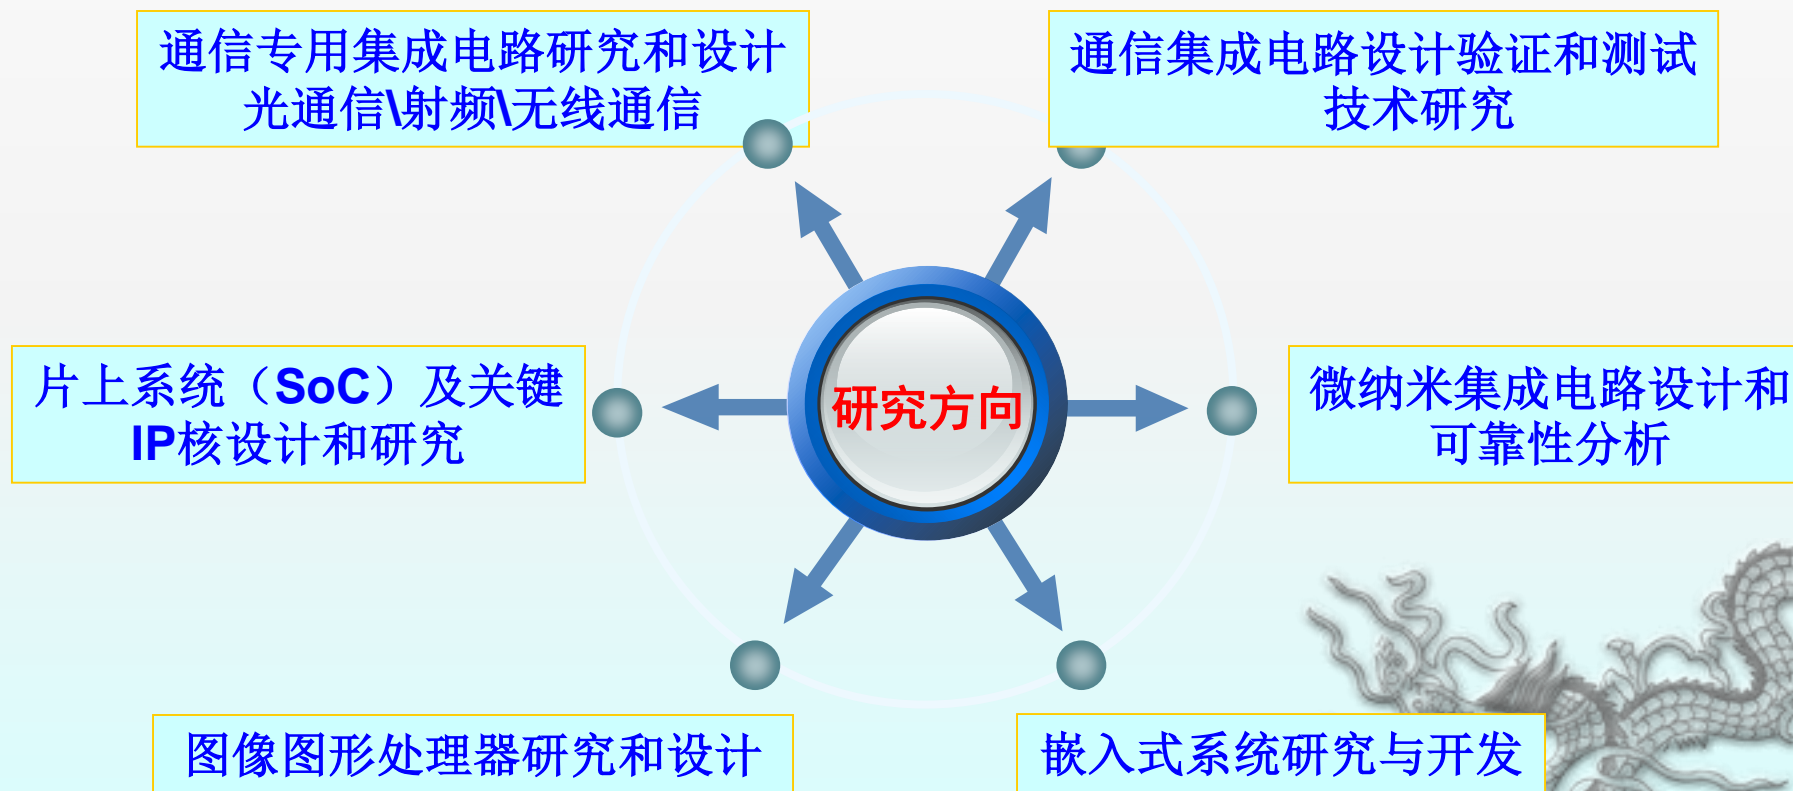 通信专用集成电路研究和设计
光通信\射频\无线通信
通信集成电路设计验证和测试
技术研究
片上系统（SoC）及关键
IP核设计和研究
研究方向
微纳米集成电路设计和
可靠性分析
图像图形处理器研究和设计
嵌入式系统研究与开发